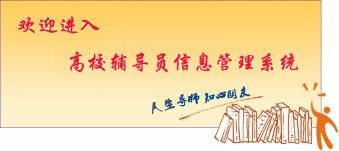 欢迎进入
高校辅导员信息管理系统
人生导师 知心朋友